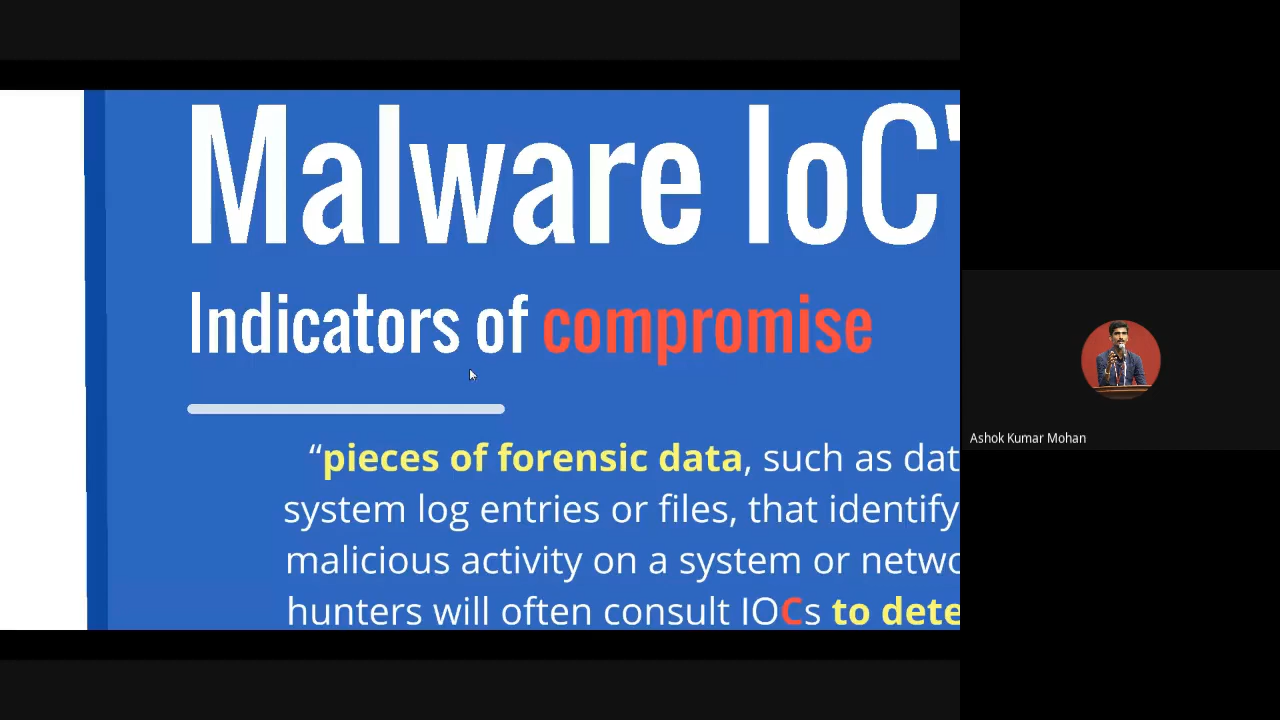 Malware IoC'
Indicators of compromise
“pieces of forensic data, such as dat
system log entries or files, that identify
malicious activity on a system or netwo
hunters will often consult IOCs to dete
Ashok Kumar Mohan